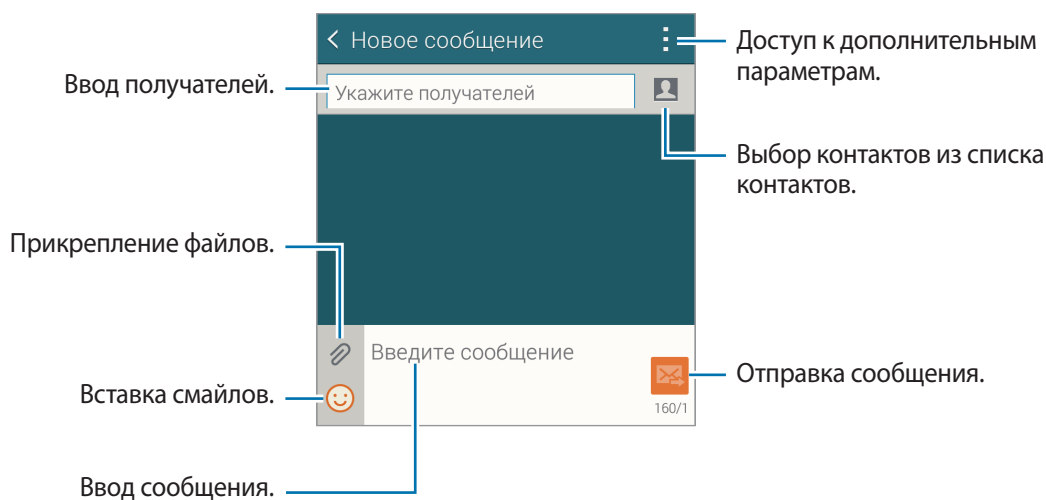 Новое сообщение
Доступ к дополнительным
параметрам.
Ввод получателей.
Укажите получателей
Выбор контактов из списка
контактов.
Прикрепление файлов.
Введите сообщение
Отправка сообщения.
Вставка смайлов.
160/1
Ввод сообщения.